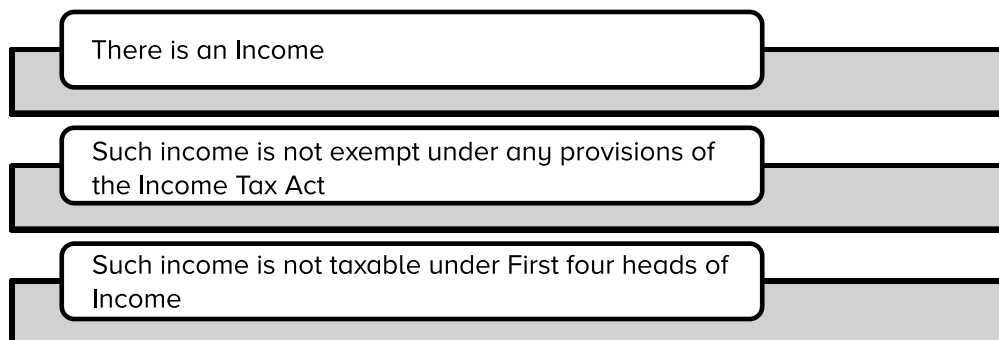 There is an Income
Such income is not exempt under any provisions of
the Income Tax Act
Such income is not taxable under First four heads of
Income